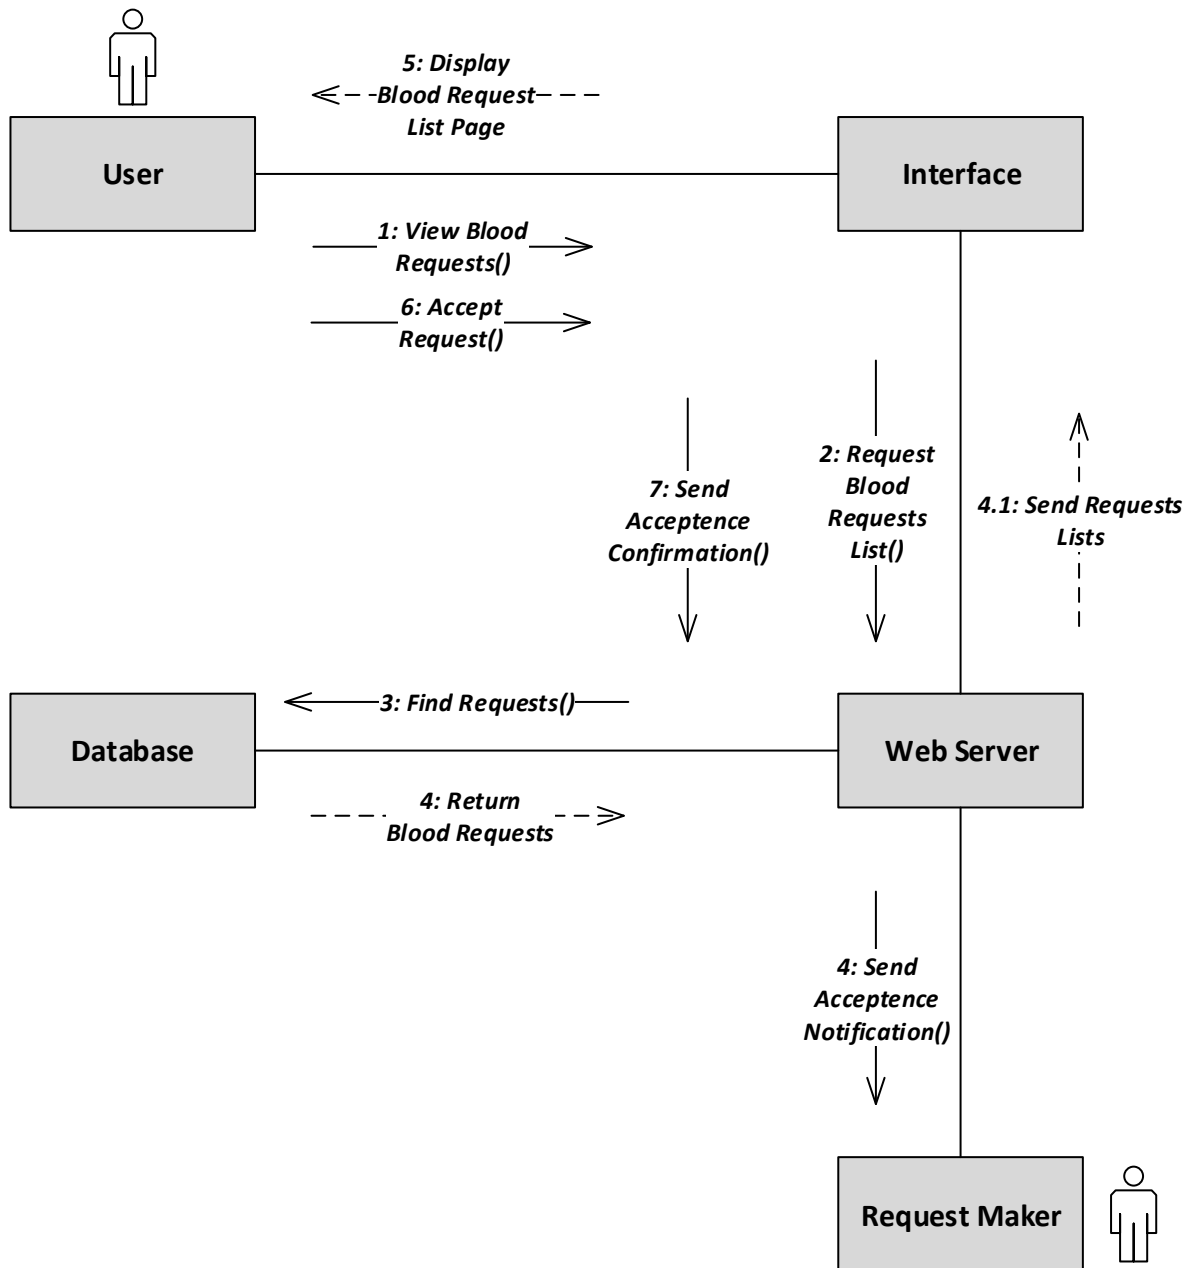 5: Display
Blood Request
List Page
User
Interface
1: View Blood
Requests()
6: Accept
Request()
7: Send
Acceptence
Confirmation()
2: Request
Blood
Requests
List()
4.1: Send Requests
Lists
3: Find Requests()
Database
Web Server
4: Return
Blood Requests
4: Send
Acceptence
Notification()
Request Maker